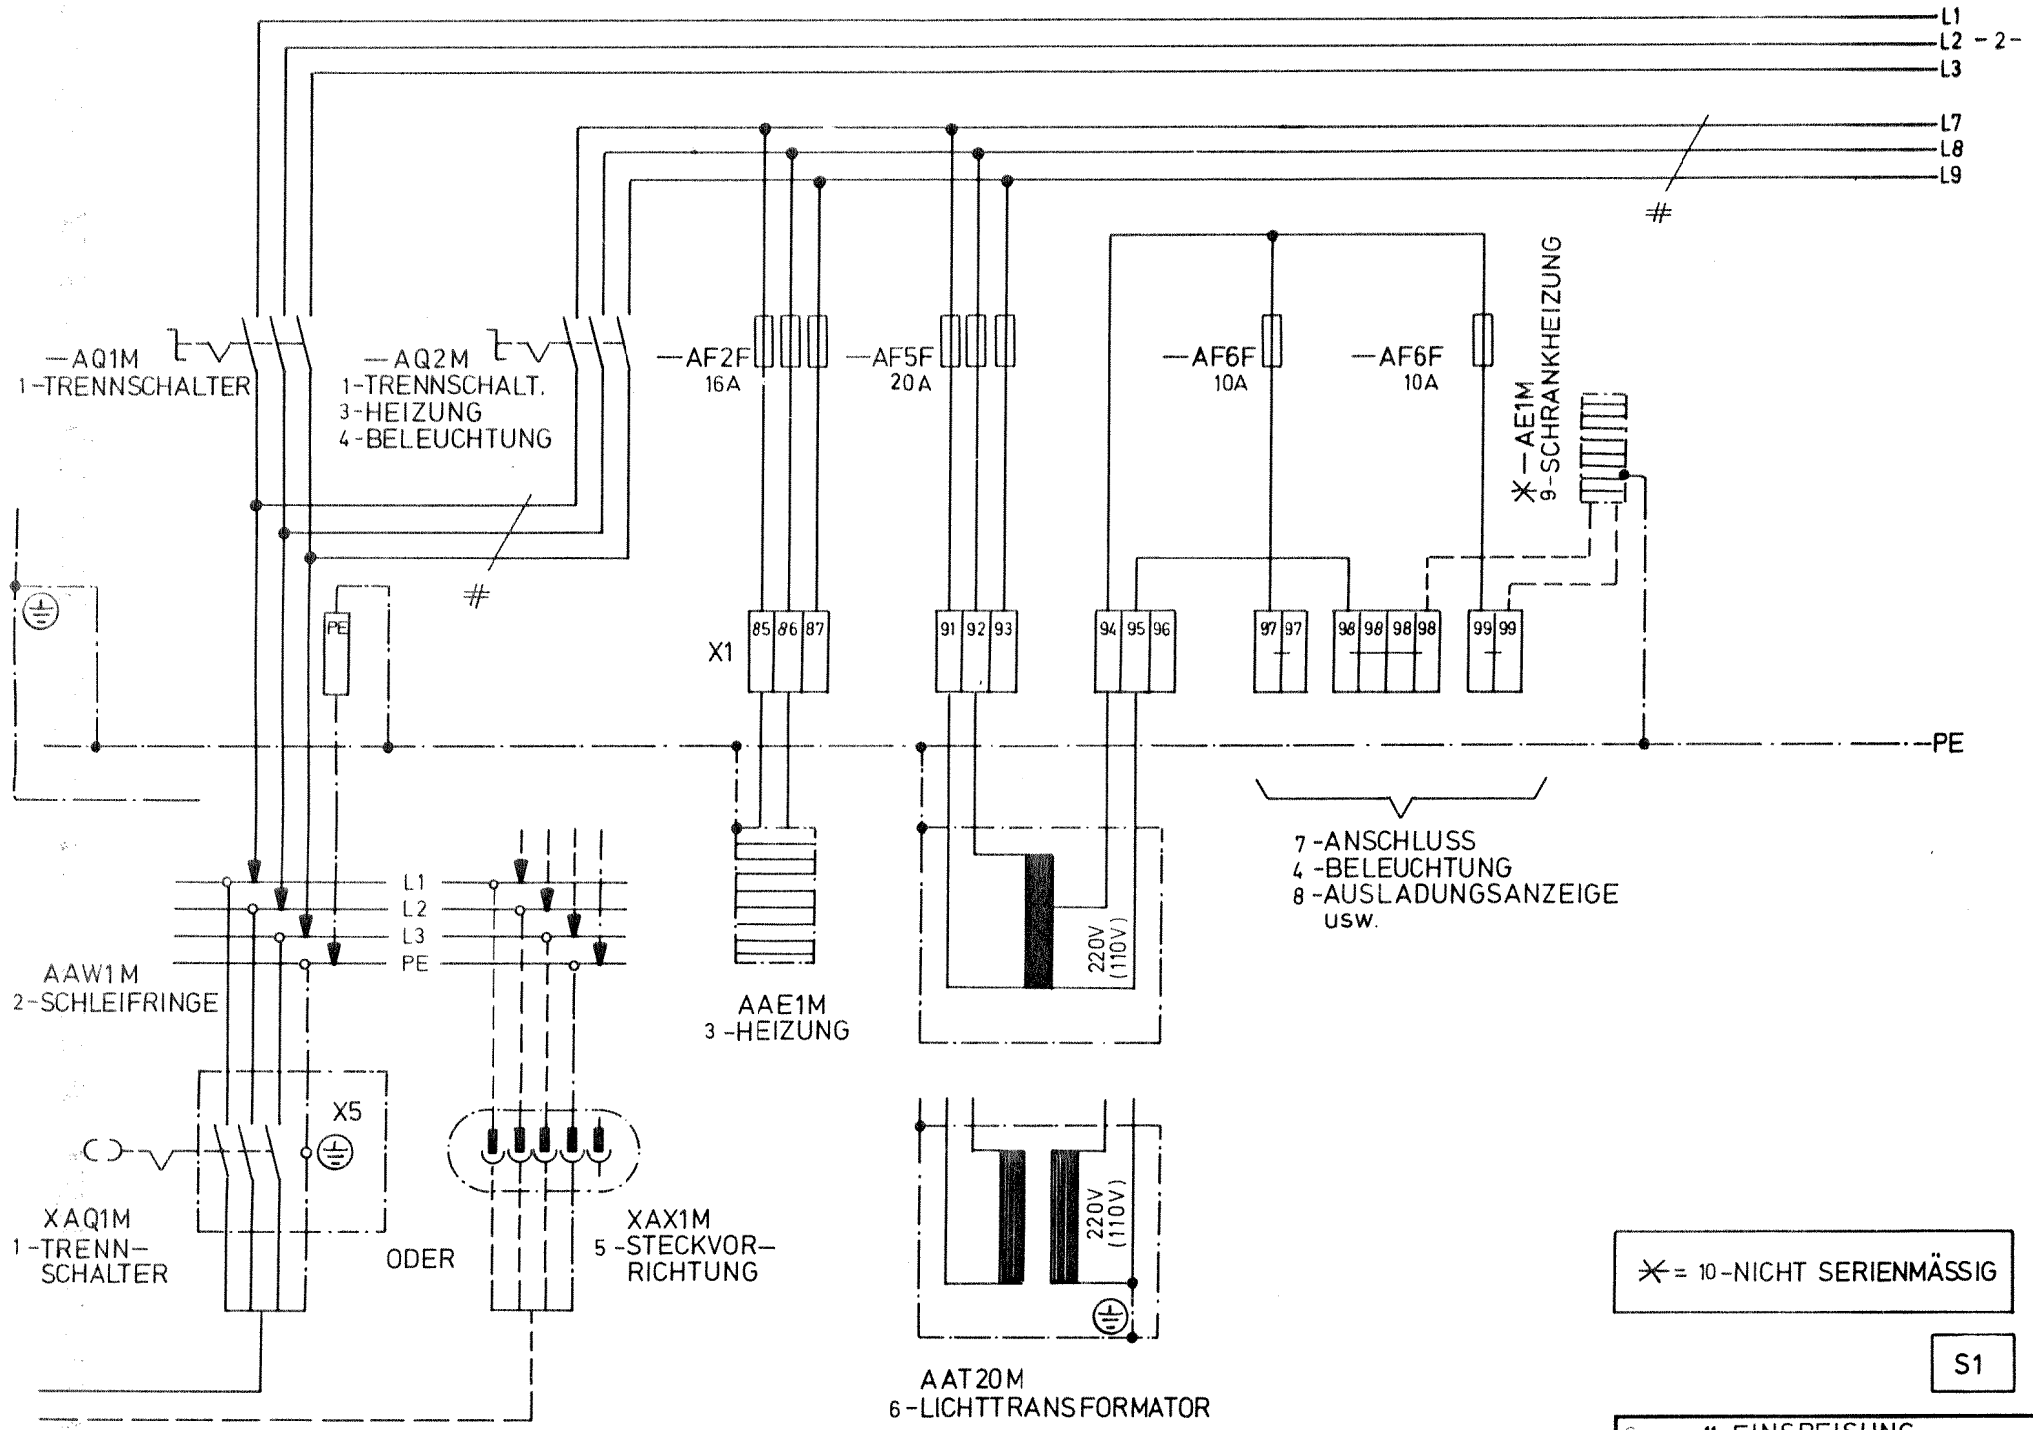 L1
L2 - 2 -
L3
L7
L8
L9
#
—AQ1M
1-TRENNSCHALTER
—AQ2M
1-TRENNSCHALT.
3-HEIZUNG
4-BELEUCHTUNG
—AF2F
16A
—AF5F
20A
—AF6F
10A
—AF6F
10A
* —AE1M
9-SCHRANKHEIZUNG
#
PE
X1
85 86 87
91 92 93
94 95 96
97 97
98 98 98 98
99 99
PE
7-ANSCHLUSS
4-BELEUCHTUNG
8-AUSLADUNGSANZEIGE
USW.
L1
L2
L3
PE
AAW1M
2-SCHLEIFRINGE
AAE1M
3-HEIZUNG
220V
(110V)
X5
XAQ1M
1-TRENN-
SCHALTER
ODER
XAX1M
5-STECKVOR-
RICHTUNG
220V
(110V)
AAT20M
6-LICHTTRANSFORMATOR
* = 10-NICHT SERIENMÄSSIG
S1
11-EINSPEISUNG